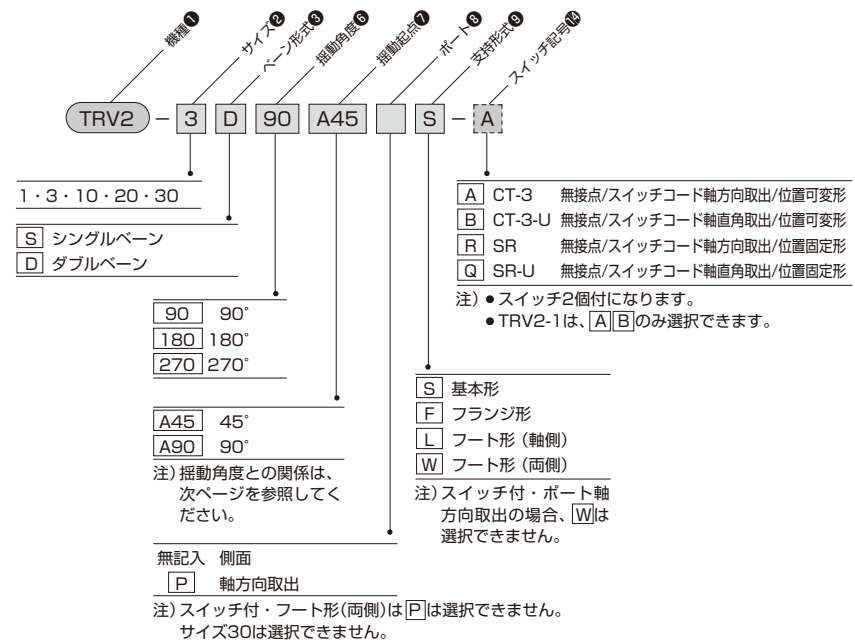 機種❶
サイズ❷
ベーン形式❸
揺動角度❻
揺動起点❼
ポート❽
支持形式❾
スイッチ記号⓮
TRV2 − 3 D 90 A45 S − A
1・3・10・20・30
S シングルベーン
D ダブルベーン
90 90°
180 180°
270 270°
A45 45°
A90 90°
注）揺動角度との関係は、
次ページを参照してく
ださい。
無記入 側面
P 軸方向取出
注）スイッチ付・フート形（両側）はPは選択できません。
サイズ30は選択できません。
S 基本形
F フランジ形
L フート形（軸側）
W フート形（両側）
注）スイッチ付・ポート軸
方向取出の場合、Wは
選択できません。
A CT-3 無接点/スイッチコード軸方向取出/位置可変形
B CT-3-U 無接点/スイッチコード軸直角取出/位置可変形
R SR 無接点/スイッチコード軸方向取出/位置固定形
Q SR-U 無接点/スイッチコード軸直角取出/位置固定形
注）●スイッチ2個付になります。
●TRV2-1は、ABのみ選択できます。